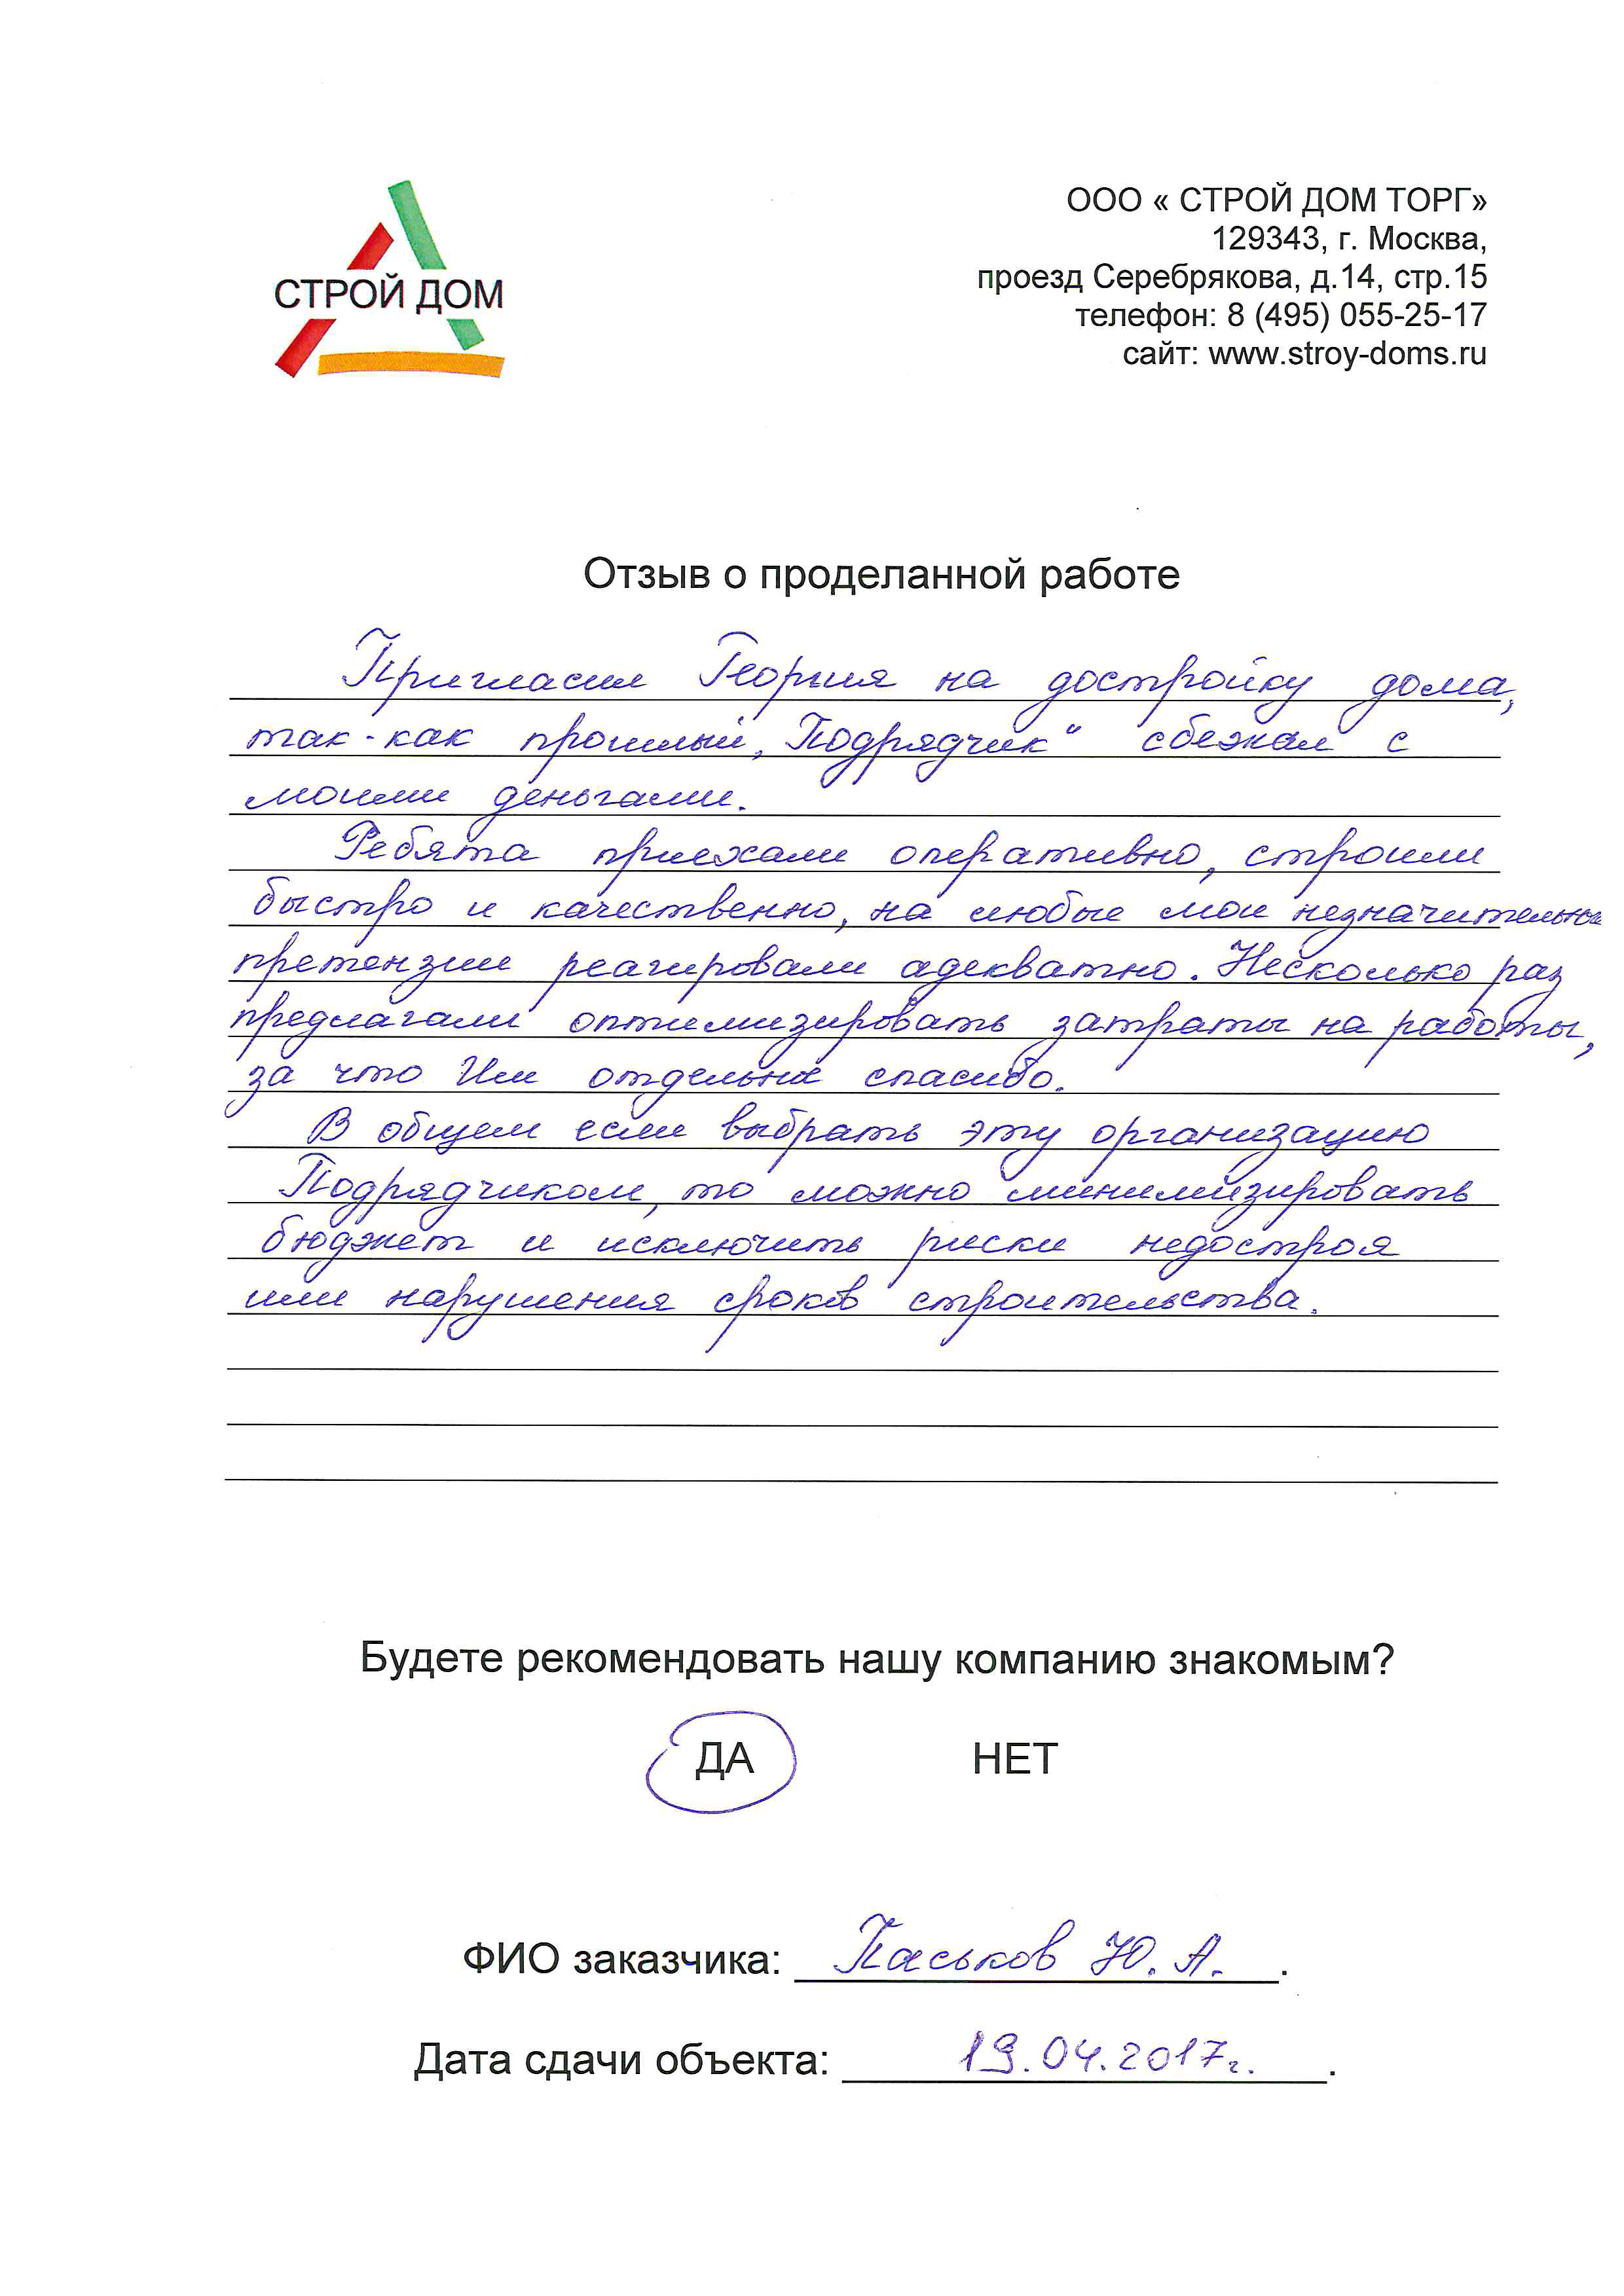 СТРОЙ ДОМ
ООО « СТРОЙ ДОМ ТОРГ»
129343, г. Москва,
проезд Серебрякова, д.14, стр.15
телефон: 8 (495) 055-25-17
сайт: www.stroy-doms.ru
Отзыв о проделанной работе
Пригласил Георгия на достройку дома,
так-как прошлый „Подрядчик“ сбежал с
моими деньгами.
Ребята приехали оперативно, строили
быстро и качественно, на любые мои незначительные
претензии реагировали адекватно. Несколько раз
предлагали оптимизировать затраты на работы,
за что Им отдельное спасибо.
В общем если выбрать эту организацию
Подрядчиком, то можно минимизировать
бюджет и исключить риски недостроя
или нарушения сроков строительства.
Будете рекомендовать нашу компанию знакомым?
ДА НЕТ
ФИО заказчика: Паськов Ю. А.
Дата сдачи объекта: 19.04.2017г.